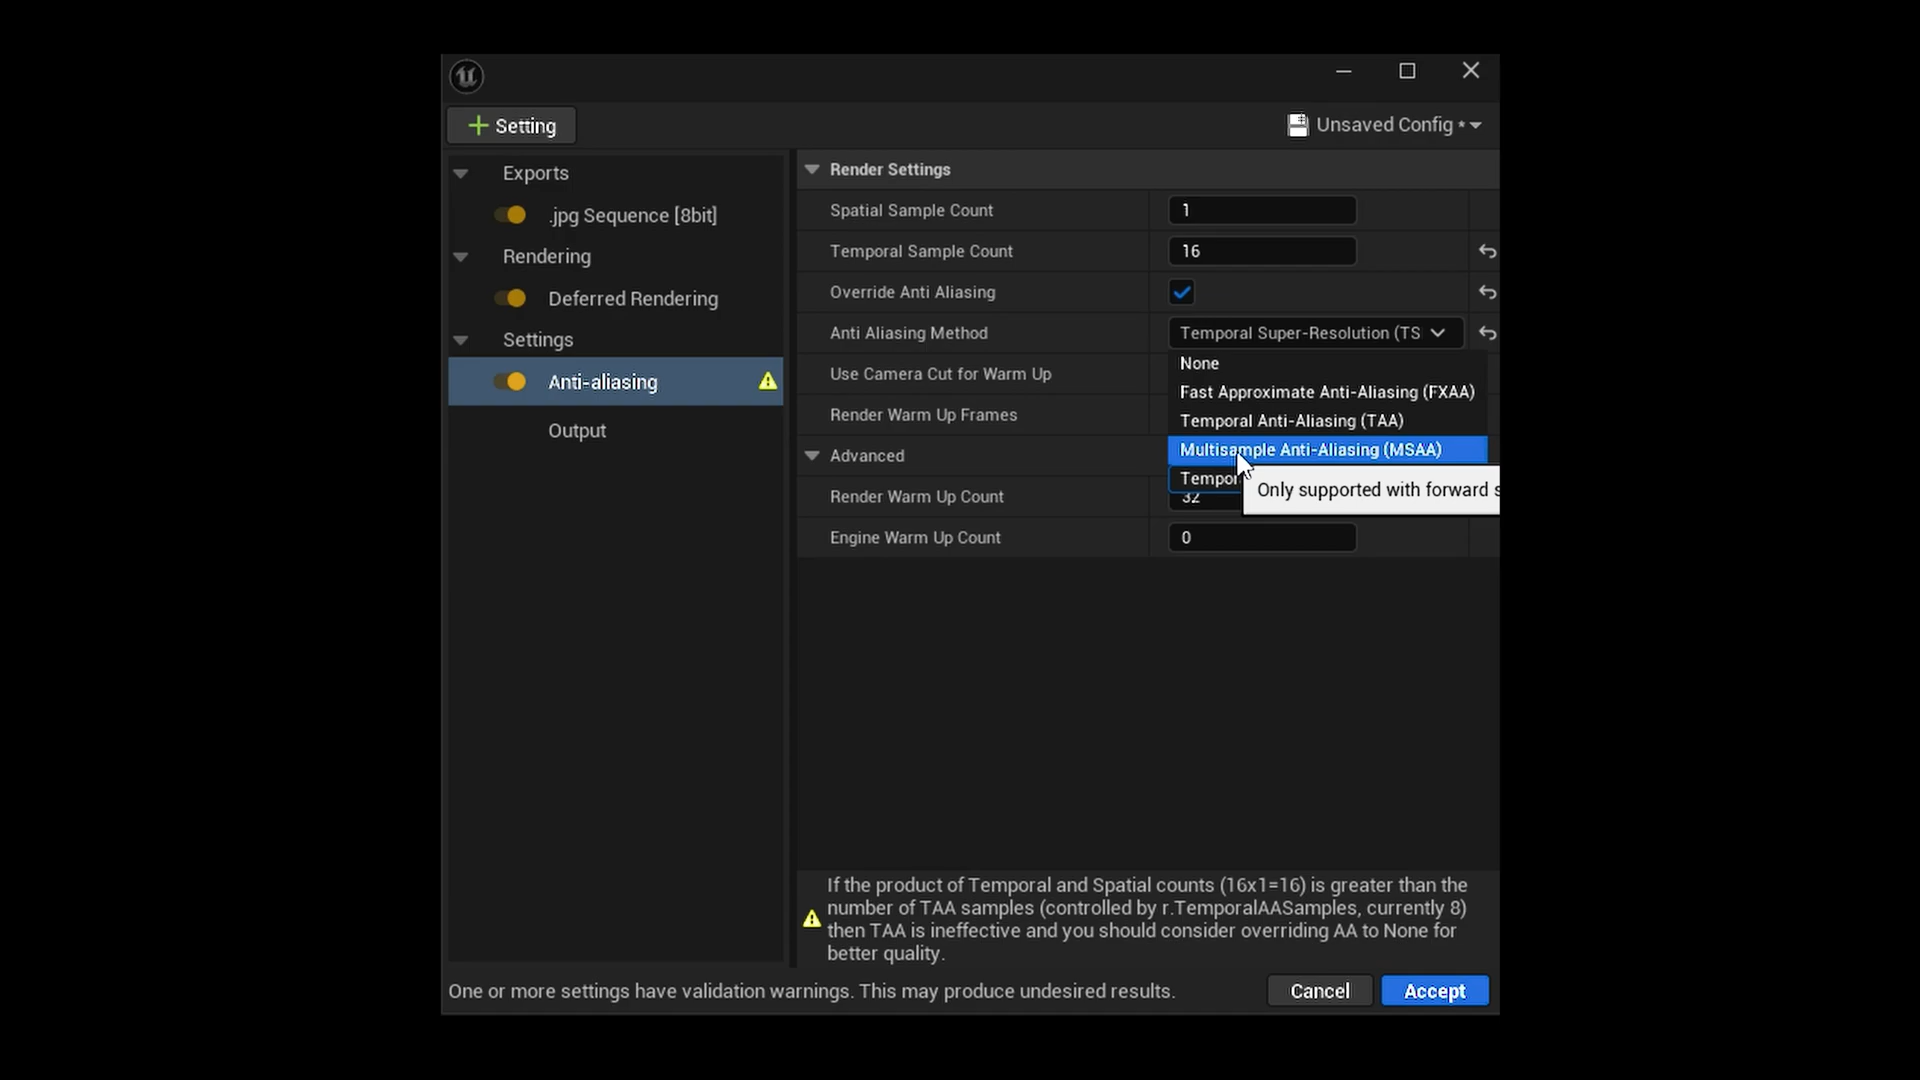 Setting
Unsaved Config *
Exports
.jpg Sequence [8bit]
Rendering
Deferred Rendering
Settings
Anti-aliasing
Output
Render Settings
Spatial Sample Count
1
Temporal Sample Count
16
Override Anti Aliasing
Anti Aliasing Method
Temporal Super-Resolution (TS
None
Fast Approximate Anti-Aliasing (FXAA)
Temporal Anti-Aliasing (TAA)
Multisample Anti-Aliasing (MSAA)
Tempor
Only supported with forward s
Use Camera Cut for Warm Up
Render Warm Up Frames
Advanced
Render Warm Up Count
32
Engine Warm Up Count
0
If the product of Temporal and Spatial counts (16x1=16) is greater than the
number of TAA samples (controlled by r.TemporalAASamples, currently 8)
then TAA is ineffective and you should consider overriding AA to None for
better quality.
One or more settings have validation warnings. This may produce undesired results.
Cancel
Accept